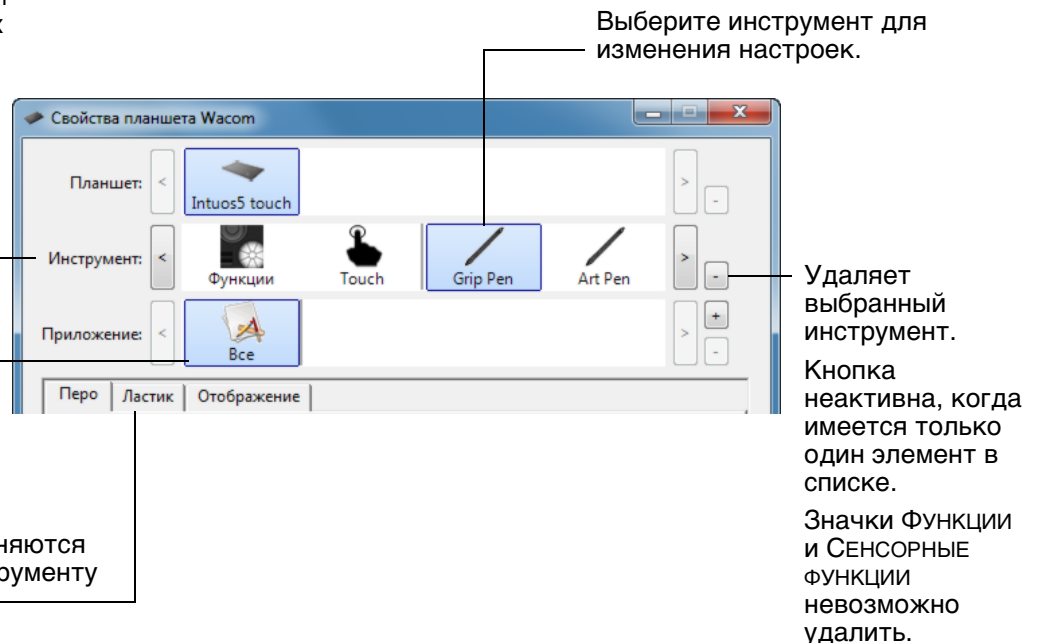 Выберите инструмент для
изменения настроек.
Свойства планшета Wacom
Планшет:
<
Intuos5 touch
>
-
Инструмент:
<
Функции
Touch
Grip Pen
Art Pen
>
-
Приложение:
<
Все
>
+
-
Перо
Ластик
Отображение
Удаляет
выбранный
инструмент.
Кнопка
неактивна, когда
имеется только
один элемент в
списке.
Значки ФУНКЦИИ
и СЕНСОРНЫЕ
ФУНКЦИИ
невозможно
удалить.